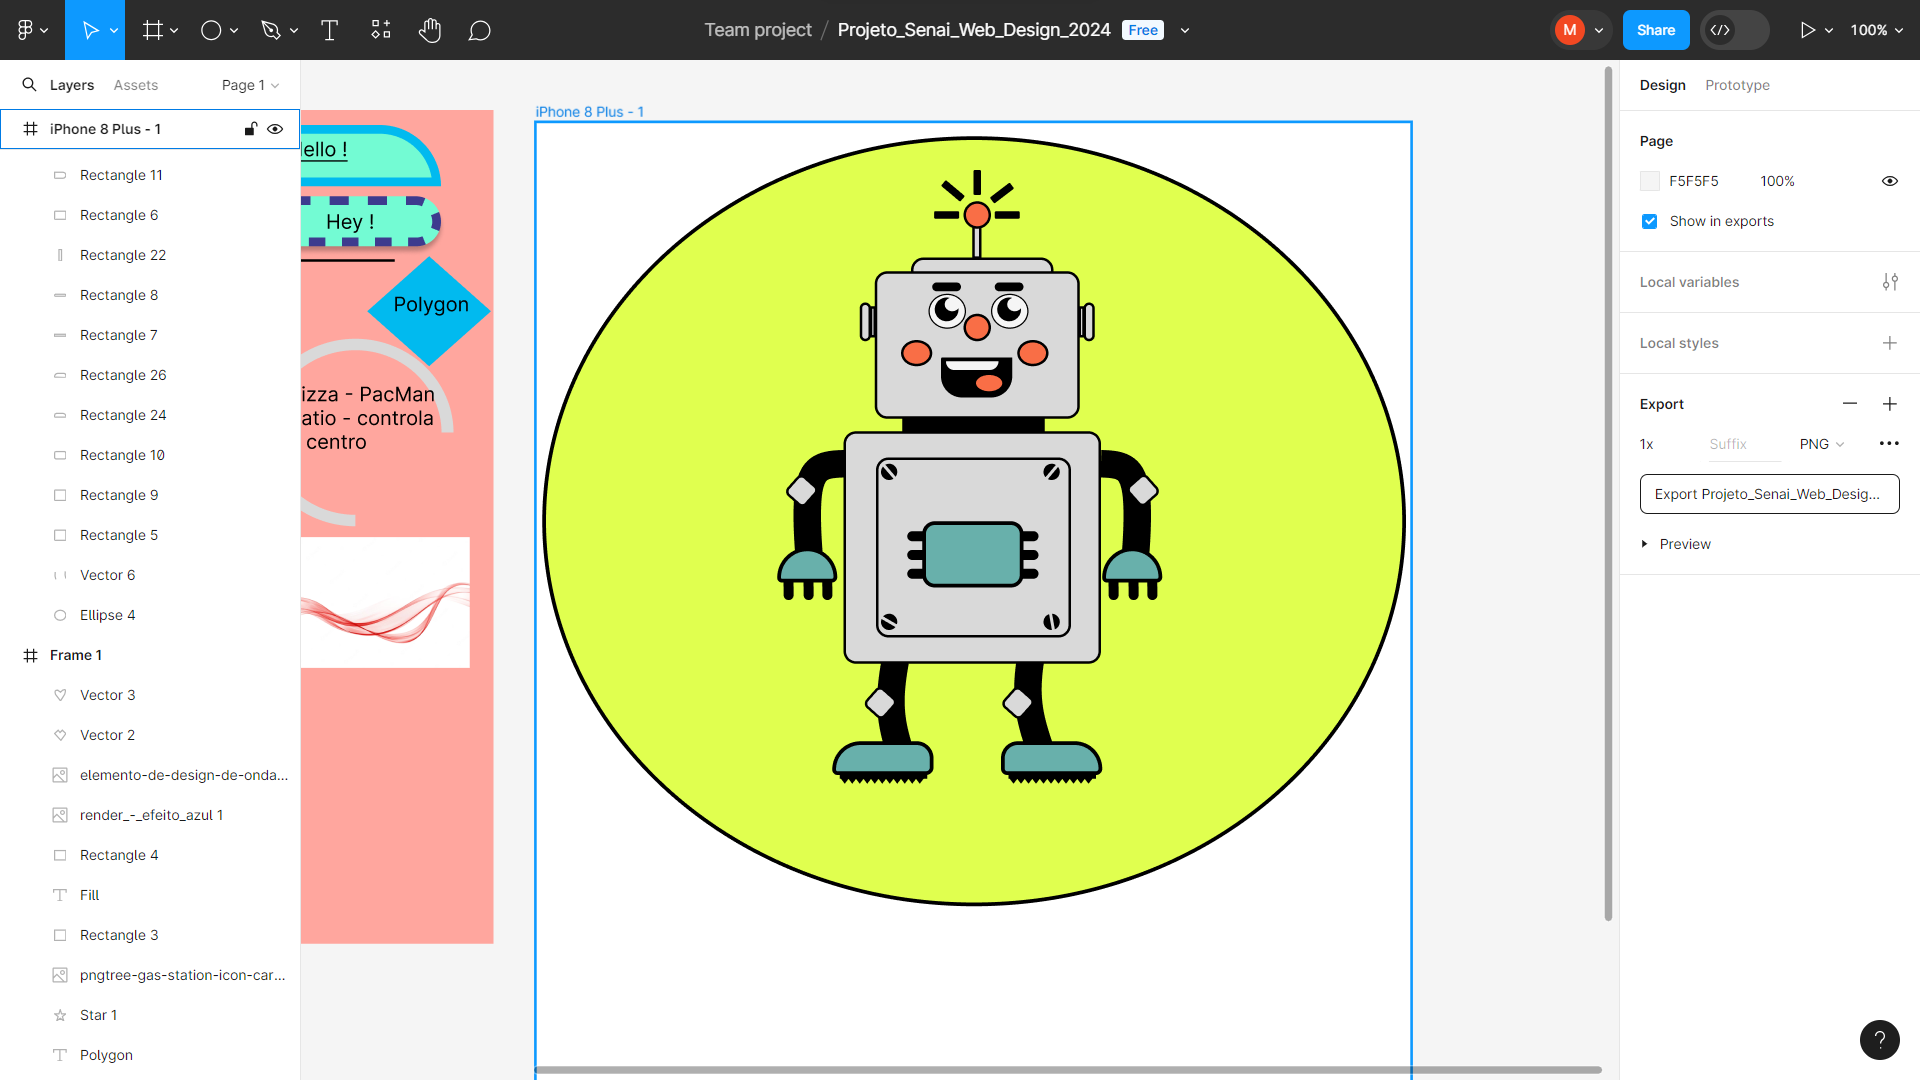 Team project / Projeto_Senai_Web_Design_2024 Free
M
Share
100%
Layers
Assets
Page 1
iPhone 8 Plus - 1
Rectangle 11
Rectangle 6
Rectangle 22
Rectangle 8
Rectangle 7
Rectangle 26
Rectangle 24
Rectangle 10
Rectangle 9
Rectangle 5
Vector 6
Ellipse 4
Frame 1
Vector 3
Vector 2
elemento-de-design-de-onda...
render_-_efeito_azul 1
Rectangle 4
Fill
Rectangle 3
pngtree-gas-station-icon-car...
Star 1
Polygon
ello !
Hey !
Polygon
izza - PacMan
atio - controla
centro
iPhone 8 Plus - 1
Design
Prototype
Page
F5F5F5
100%
Show in exports
Local variables
Local styles
Export
1x
Suffix
PNG
Export Projeto_Senai_Web_Desig...
Preview
?